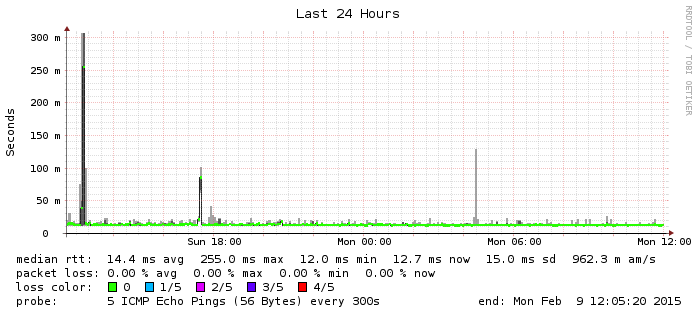 Last 24 Hours
RRDTOOL / TOBI OETIKER
Seconds
300 m
250 m
200 m
150 m
100 m
50 m
0
Sun 18:00 Mon 00:00 Mon 06:00 Mon 12:00
median rtt: 14.4 ms avg 255.0 ms max 12.0 ms min 12.7 ms now 15.0 ms sd 962.3 m am/s
packet loss: 0.00 % avg 0.00 % max 0.00 % min 0.00 % now
loss color: 0 1/5 2/5 3/5 4/5
probe: 5 ICMP Echo Pings (56 Bytes) every 300s end: Mon Feb 9 12:05:20 2015